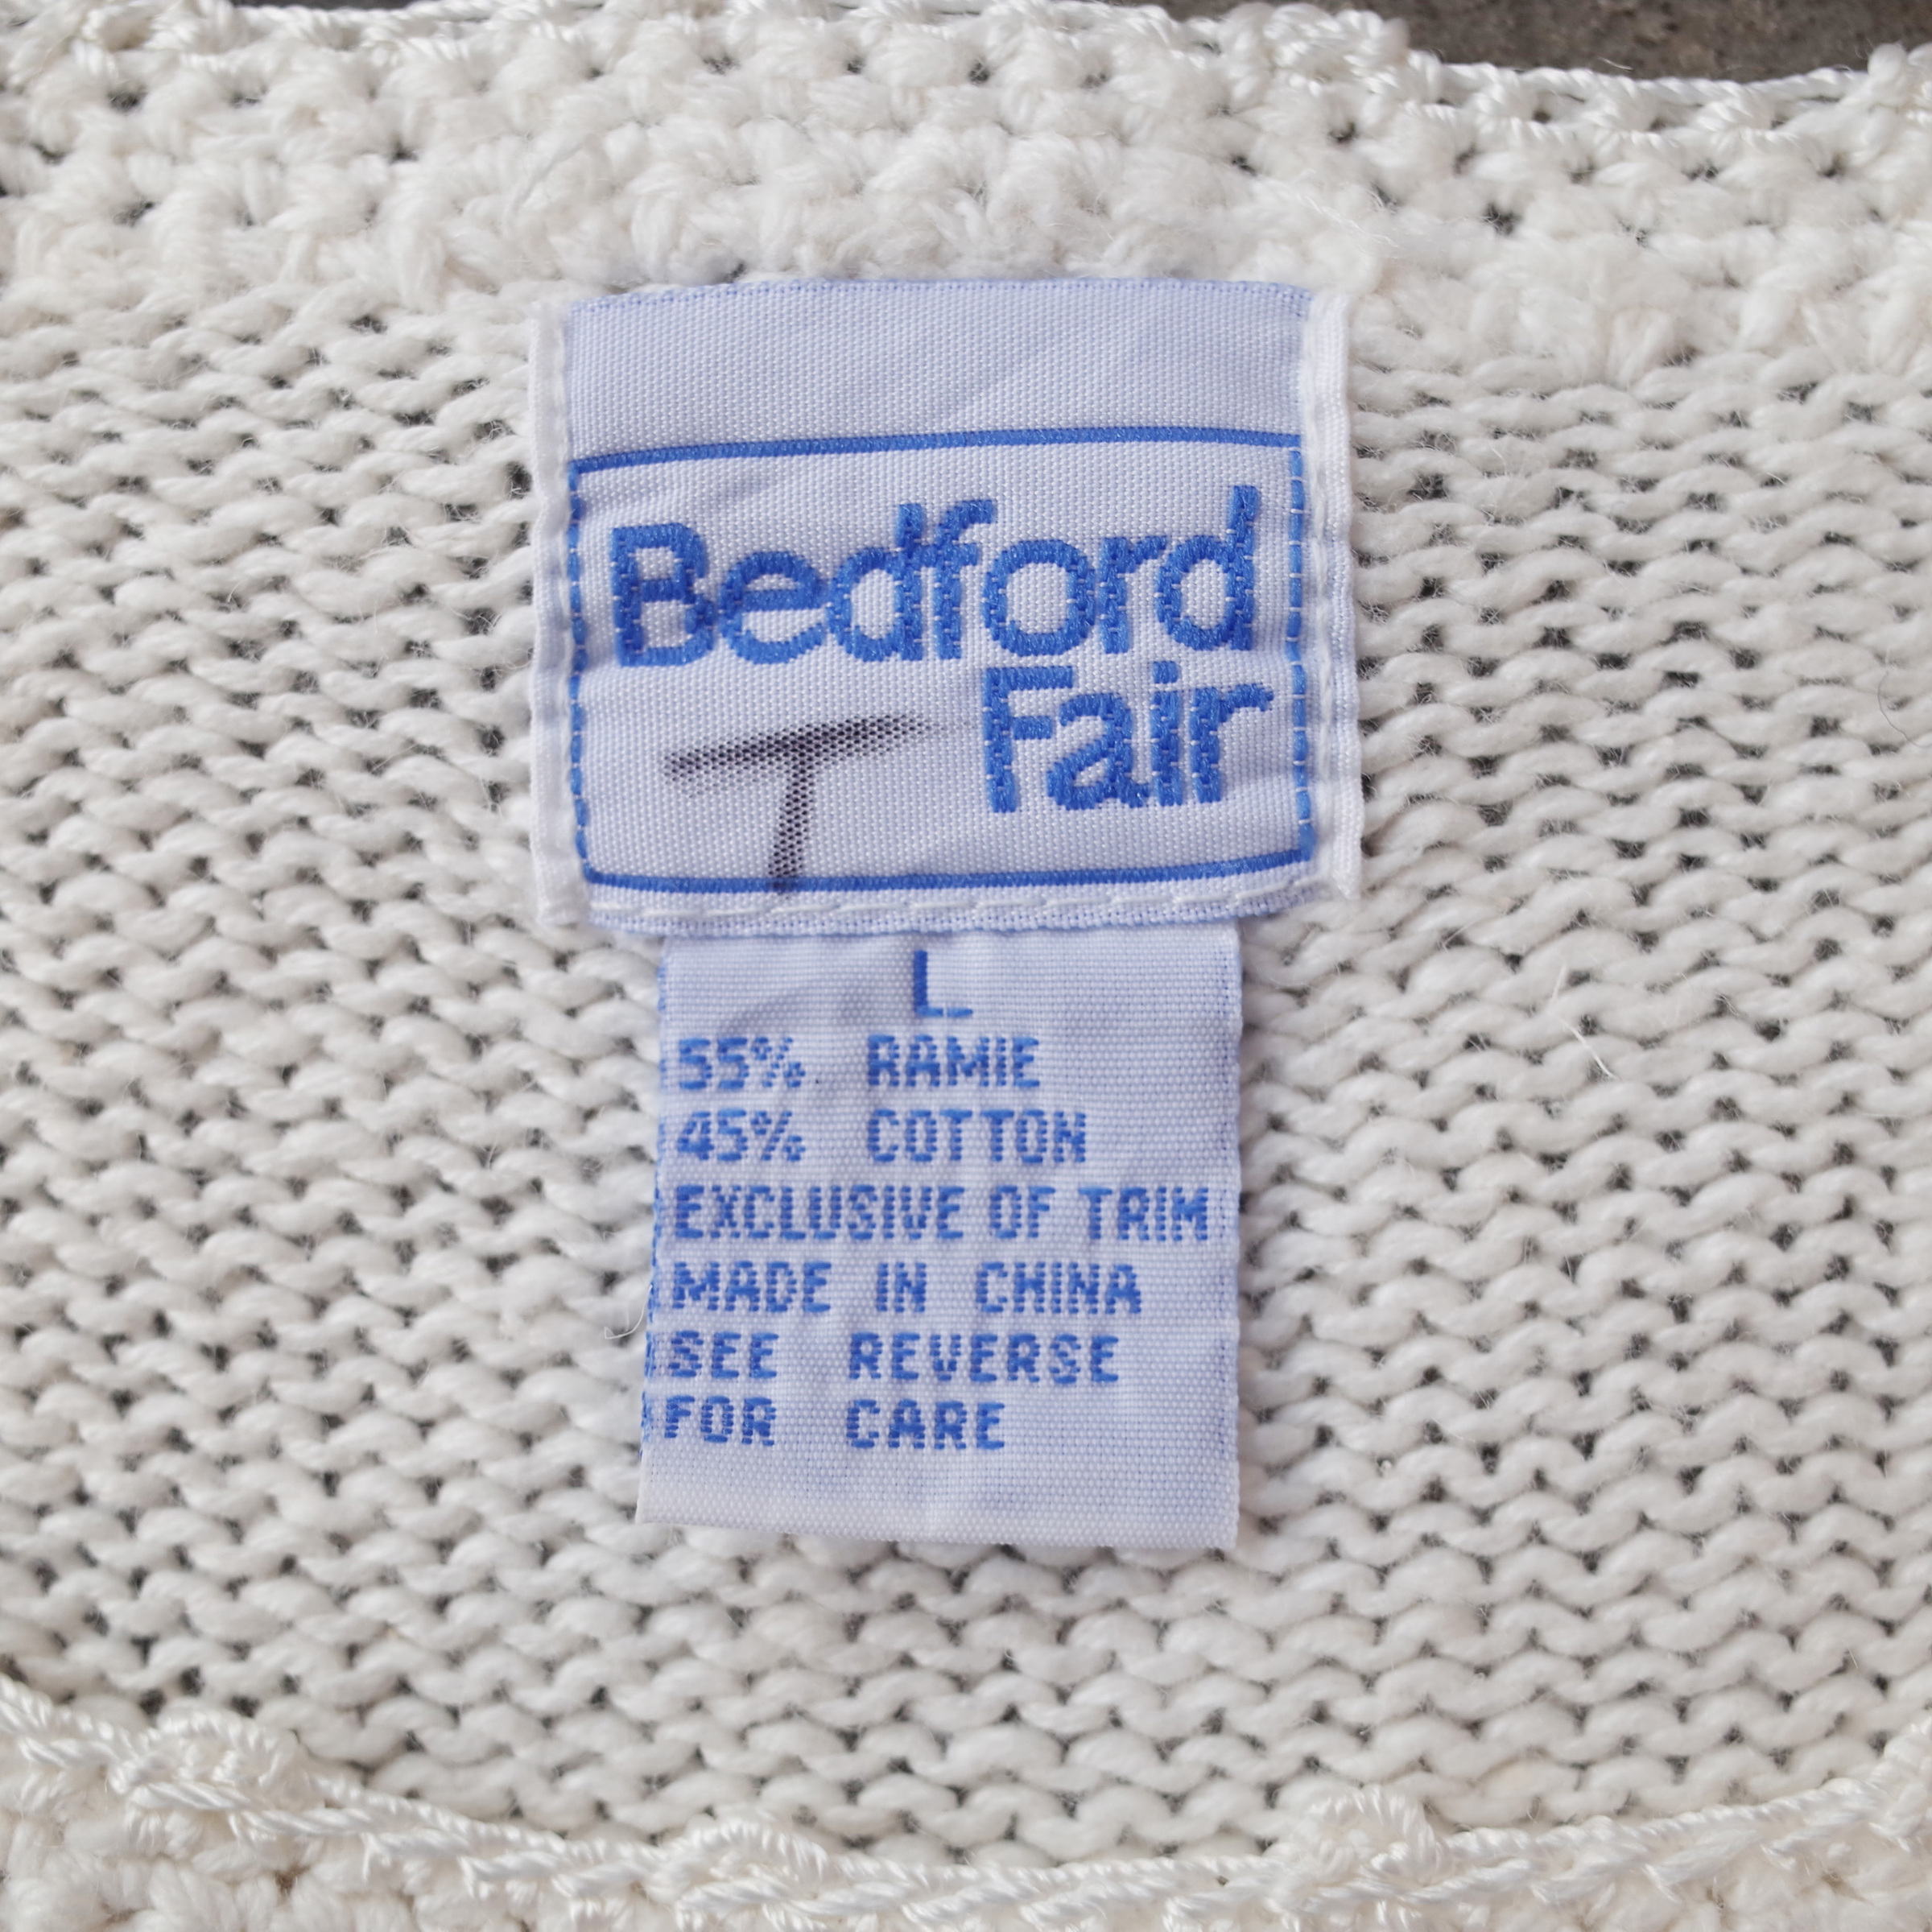 Bedford
Fair
T
L
55% RAMIE
45% COTTON
EXCLUSIVE OF TRIM
MADE IN CHINA
SEE REVERSE
FOR CARE